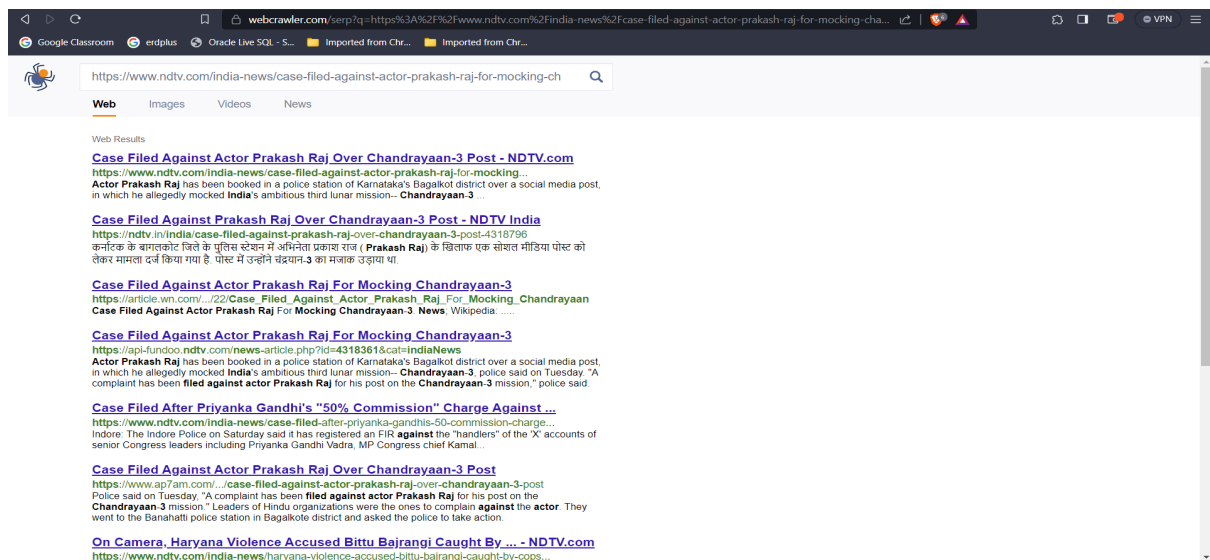 webcrawler.com/serp?q=https%3A%2F%2Fwww.ndtv.com%2Findia-news%2Fcase-filed-against-actor-prakash-raj-for-mocking-cha...
VPN
Google Classroom erdplus Oracle Live SQL - S... Imported from Chr... Imported from Chr...
https://www.ndtv.com/india-news/case-filed-against-actor-prakash-raj-for-mocking-ch
Web Images Videos News
Web Results
Case Filed Against Actor Prakash Raj Over Chandrayaan-3 Post - NDTV.com
https://www.ndtv.com/india-news/case-filed-against-actor-prakash-raj-for-mocking...
Actor Prakash Raj has been booked in a police station of Karnataka's Bagalkot district over a social media post,
in which he allegedly mocked India's ambitious third lunar mission-- Chandrayaan-3 ...
Case Filed Against Prakash Raj Over Chandrayaan-3 Post - NDTV India
https://ndtv.in/india/case-filed-against-prakash-raj-over-chandrayaan-3-post-4318796
कर्नाटक के बागलकोट जिले के पुलिस स्टेशन में अभिनेता प्रकाश राज ( Prakash Raj) के खिलाफ एक सोशल मीडिया पोस्ट को
लेकर मामला दर्ज किया गया है. पोस्ट में उन्होंने चंद्रयान-3 का मजाक उड़ाया था.
Case Filed Against Actor Prakash Raj For Mocking Chandrayaan-3
https://article.wn.com/.../22/Case_Filed_Against_Actor_Prakash_Raj_For_Mocking_Chandrayaan
Case Filed Against Actor Prakash Raj For Mocking Chandrayaan-3. News; Wikipedia: .....
Case Filed Against Actor Prakash Raj For Mocking Chandrayaan-3
https://api-fundoo.ndtv.com/news-article.php?id=4318361&cat=indiaNews
Actor Prakash Raj has been booked in a police station of Karnataka's Bagalkot district over a social media post,
in which he allegedly mocked India's ambitious third lunar mission-- Chandrayaan-3, police said on Tuesday. "A
complaint has been filed against actor Prakash Raj for his post on the Chandrayaan-3 mission," police said.
Case Filed After Priyanka Gandhi's "50% Commission" Charge Against ...
https://www.ndtv.com/india-news/case-filed-after-priyanka-gandhis-50-commission-charge...
Indore: The Indore Police on Saturday said it has registered an FIR against the "handlers" of the 'X' accounts of
senior Congress leaders including Priyanka Gandhi Vadra, MP Congress chief Kamal...
Case Filed Against Actor Prakash Raj Over Chandrayaan-3 Post
https://www.ap7am.com/.../case-filed-against-actor-prakash-raj-over-chandrayaan-3-post
Police said on Tuesday, "A complaint has been filed against actor Prakash Raj for his post on the
Chandrayaan-3 mission." Leaders of Hindu organizations were the ones to complain against the actor. They
went to the Banahatti police station in Bagalkote district and asked the police to take action.
On Camera, Haryana Violence Accused Bittu Bajrangi Caught By ... - NDTV.com
https://www.ndtv.com/india-news/haryana-violence-accused-bittu-bajrangi-caught-by-cops...